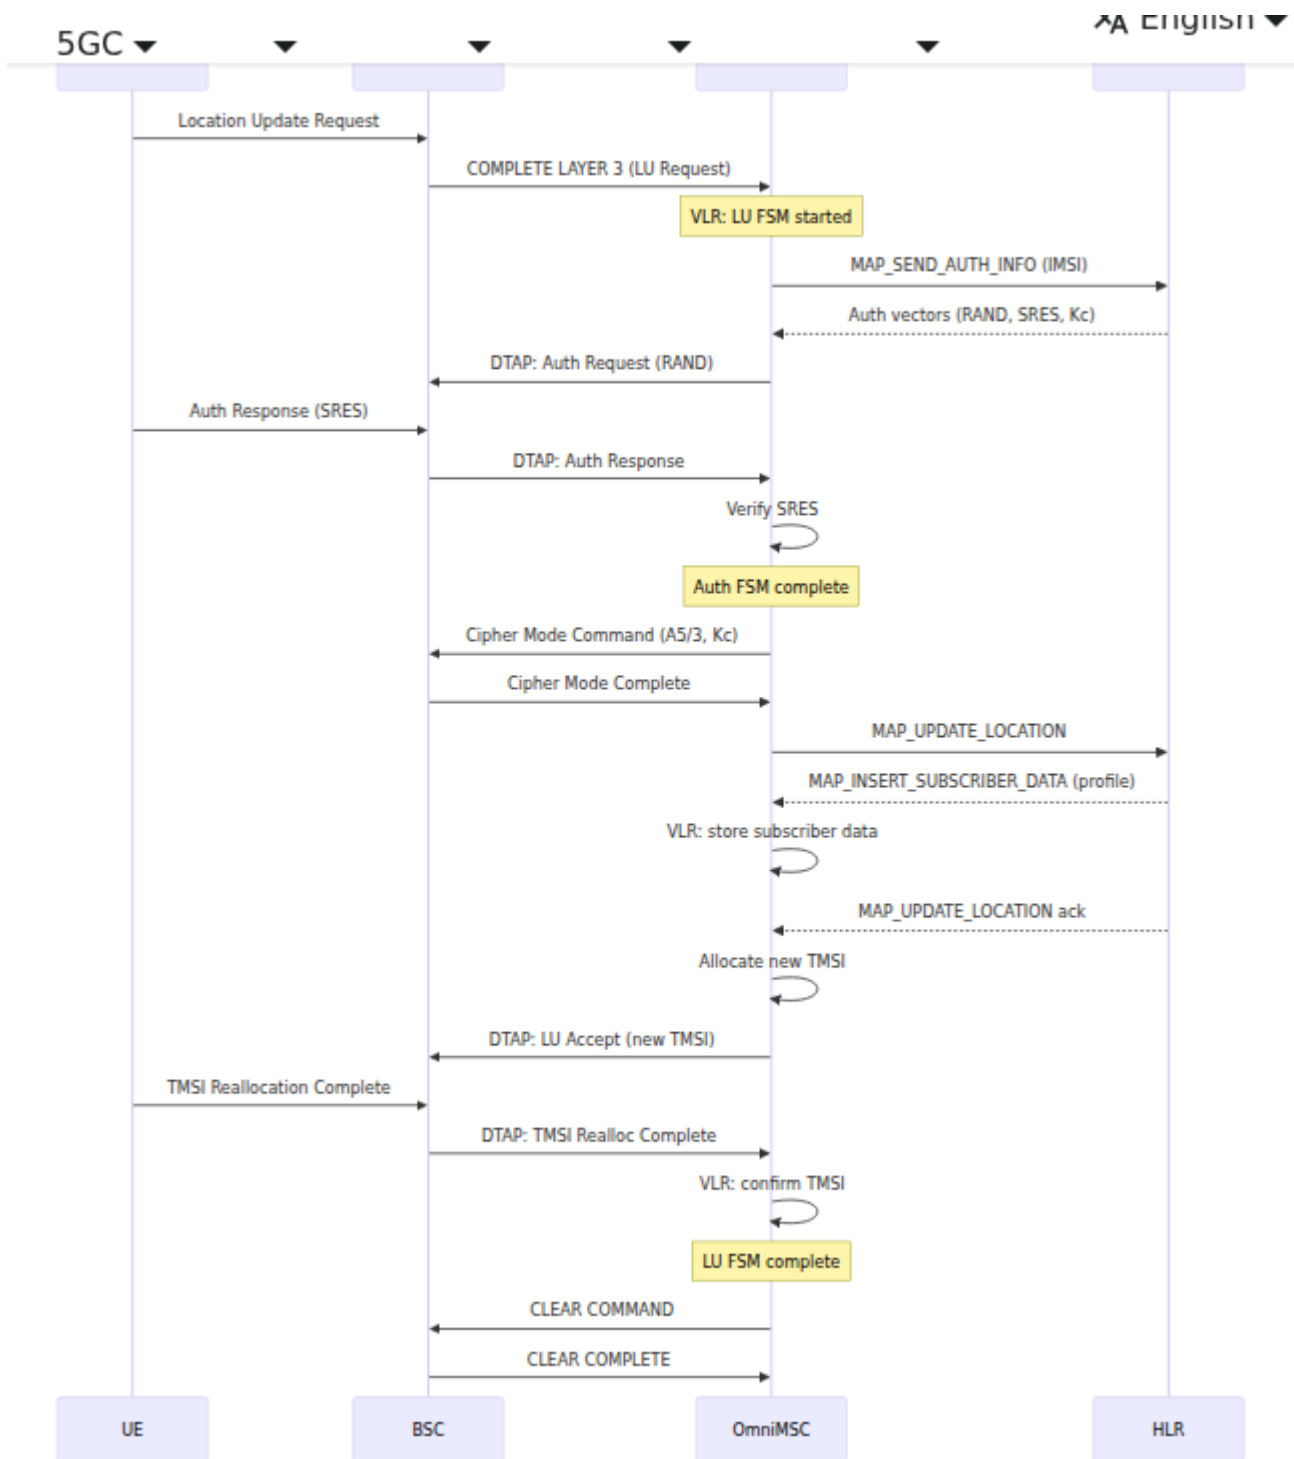 English
5GC
Location Update Request
COMPLETE LAYER 3 (LU Request)
VLR: LU FSM started
MAP_SEND_AUTH_INFO (IMSI)
Auth vectors (RAND, SRES, Kc)
DTAP: Auth Request (RAND)
Auth Response (SRES)
DTAP: Auth Response
Verify SRES
Auth FSM complete
Cipher Mode Command (A5/3, Kc)
Cipher Mode Complete
MAP_UPDATE_LOCATION
MAP_INSERT_SUBSCRIBER_DATA (profile)
VLR: store subscriber data
MAP_UPDATE_LOCATION ack
Allocate new TMSI
DTAP: LU Accept (new TMSI)
TMSI Reallocation Complete
DTAP: TMSI Realloc Complete
VLR: confirm TMSI
LU FSM complete
CLEAR COMMAND
CLEAR COMPLETE
UE
BSC
OmniMSC
HLR